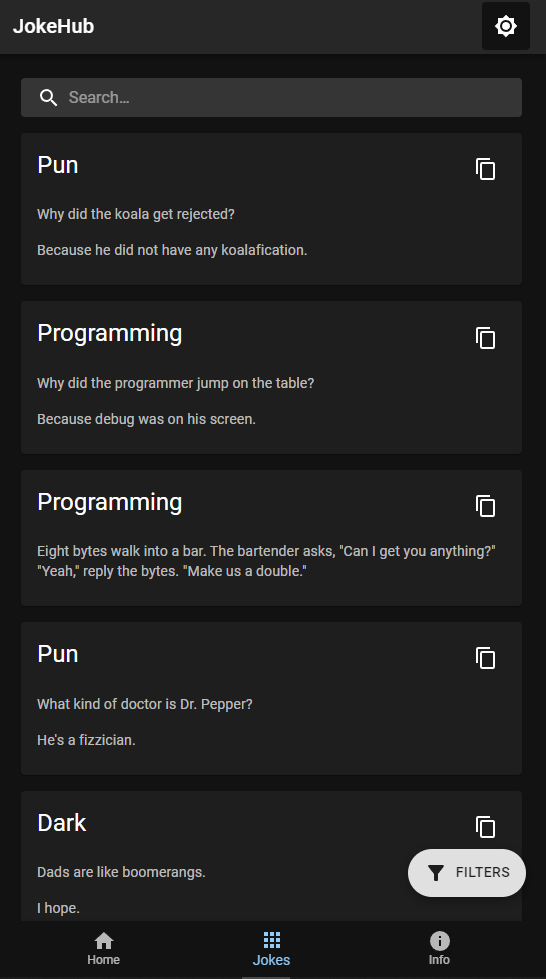 JokeHub
Search...
Pun
Why did the koala get rejected?
Because he did not have any koalafication.
Programming
Why did the programmer jump on the table?
Because debug was on his screen.
Programming
Eight bytes walk into a bar. The bartender asks, "Can I get you anything?"
"Yeah," reply the bytes. "Make us a double."
Pun
What kind of doctor is Dr. Pepper?
He's a fizzician.
Dark
Dads are like boomerangs.
I hope.
FILTERS
Home
Jokes
Info